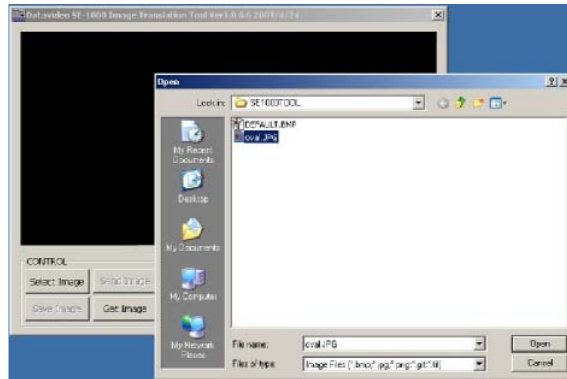 Datavideo SE-1000 Image Translation Tool Ver1.0.0.6 2007/4/24
Open
Look in: SE1000TOOL
DEFAULT.BMP
oval.JPG
My Recent
Documents
Desktop
My Documents
My Computer
My Network
Places
CONTROL
Select Image Send Image
Save Image Get Image
File name: oval.JPG Open
Files of type: Image Files (*.bmp;*.jpg;*.png;*.gif;*.tif) Cancel